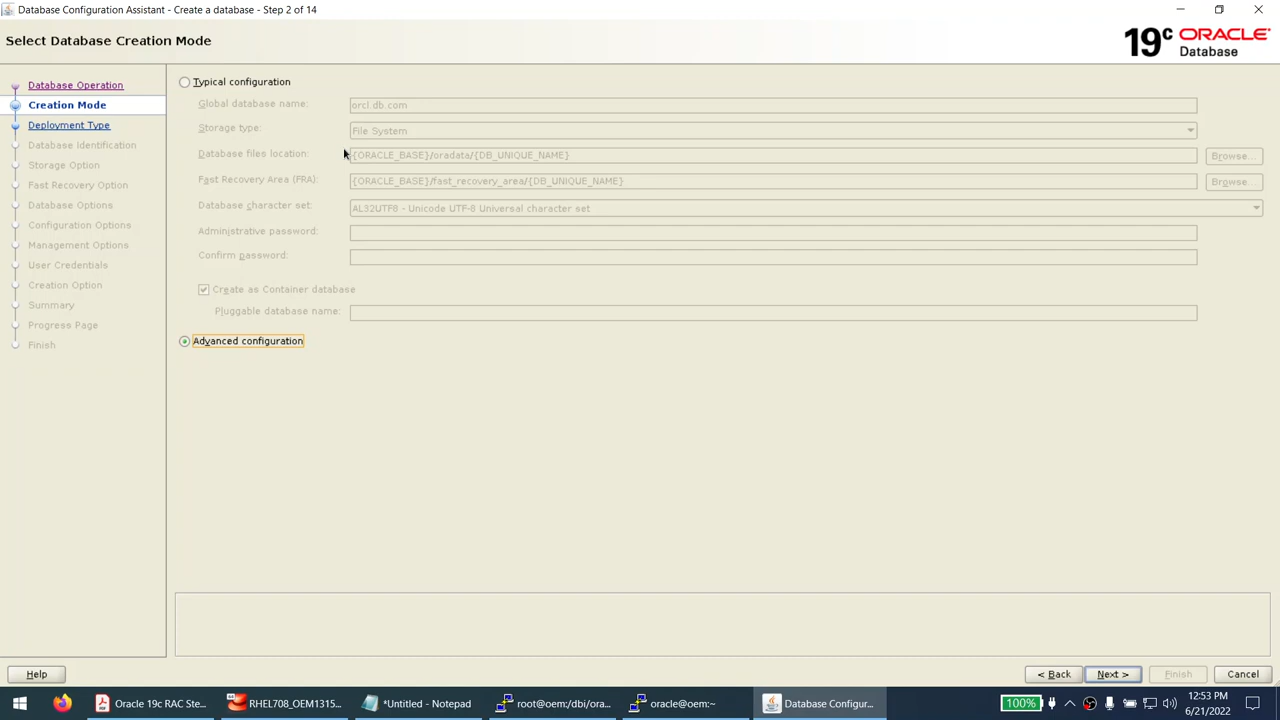 Database Configuration Assistant - Create a database - Step 2 of 14
Select Database Creation Mode
19c ORACLE
Database
Database Operation
Creation Mode
Deployment Type
Database Identification
Storage Option
Fast Recovery Option
Database Options
Configuration Options
Management Options
User Credentials
Creation Option
Summary
Progress Page
Finish
Typical configuration
Global database name: orcl.db.com
Storage type: File System
Database files location: {ORACLE_BASE}/oradata/{DB_UNIQUE_NAME} Browse...
Fast Recovery Area (FRA): {ORACLE_BASE}/fast_recovery_area/{DB_UNIQUE_NAME} Browse...
Database character set: AL32UTF8 - Unicode UTF-8 Universal character set
Administrative password:
Confirm password:
Create as Container database
Pluggable database name:
Advanced configuration
Help < Back Next > Finish Cancel
Oracle 19c RAC Ste... RHEL708_OEM131S... *Untitled - Notepad root@oem:/dbi/ora... oracle@oem:~ Database Configur... 100% 12:53 PM
6/21/2022